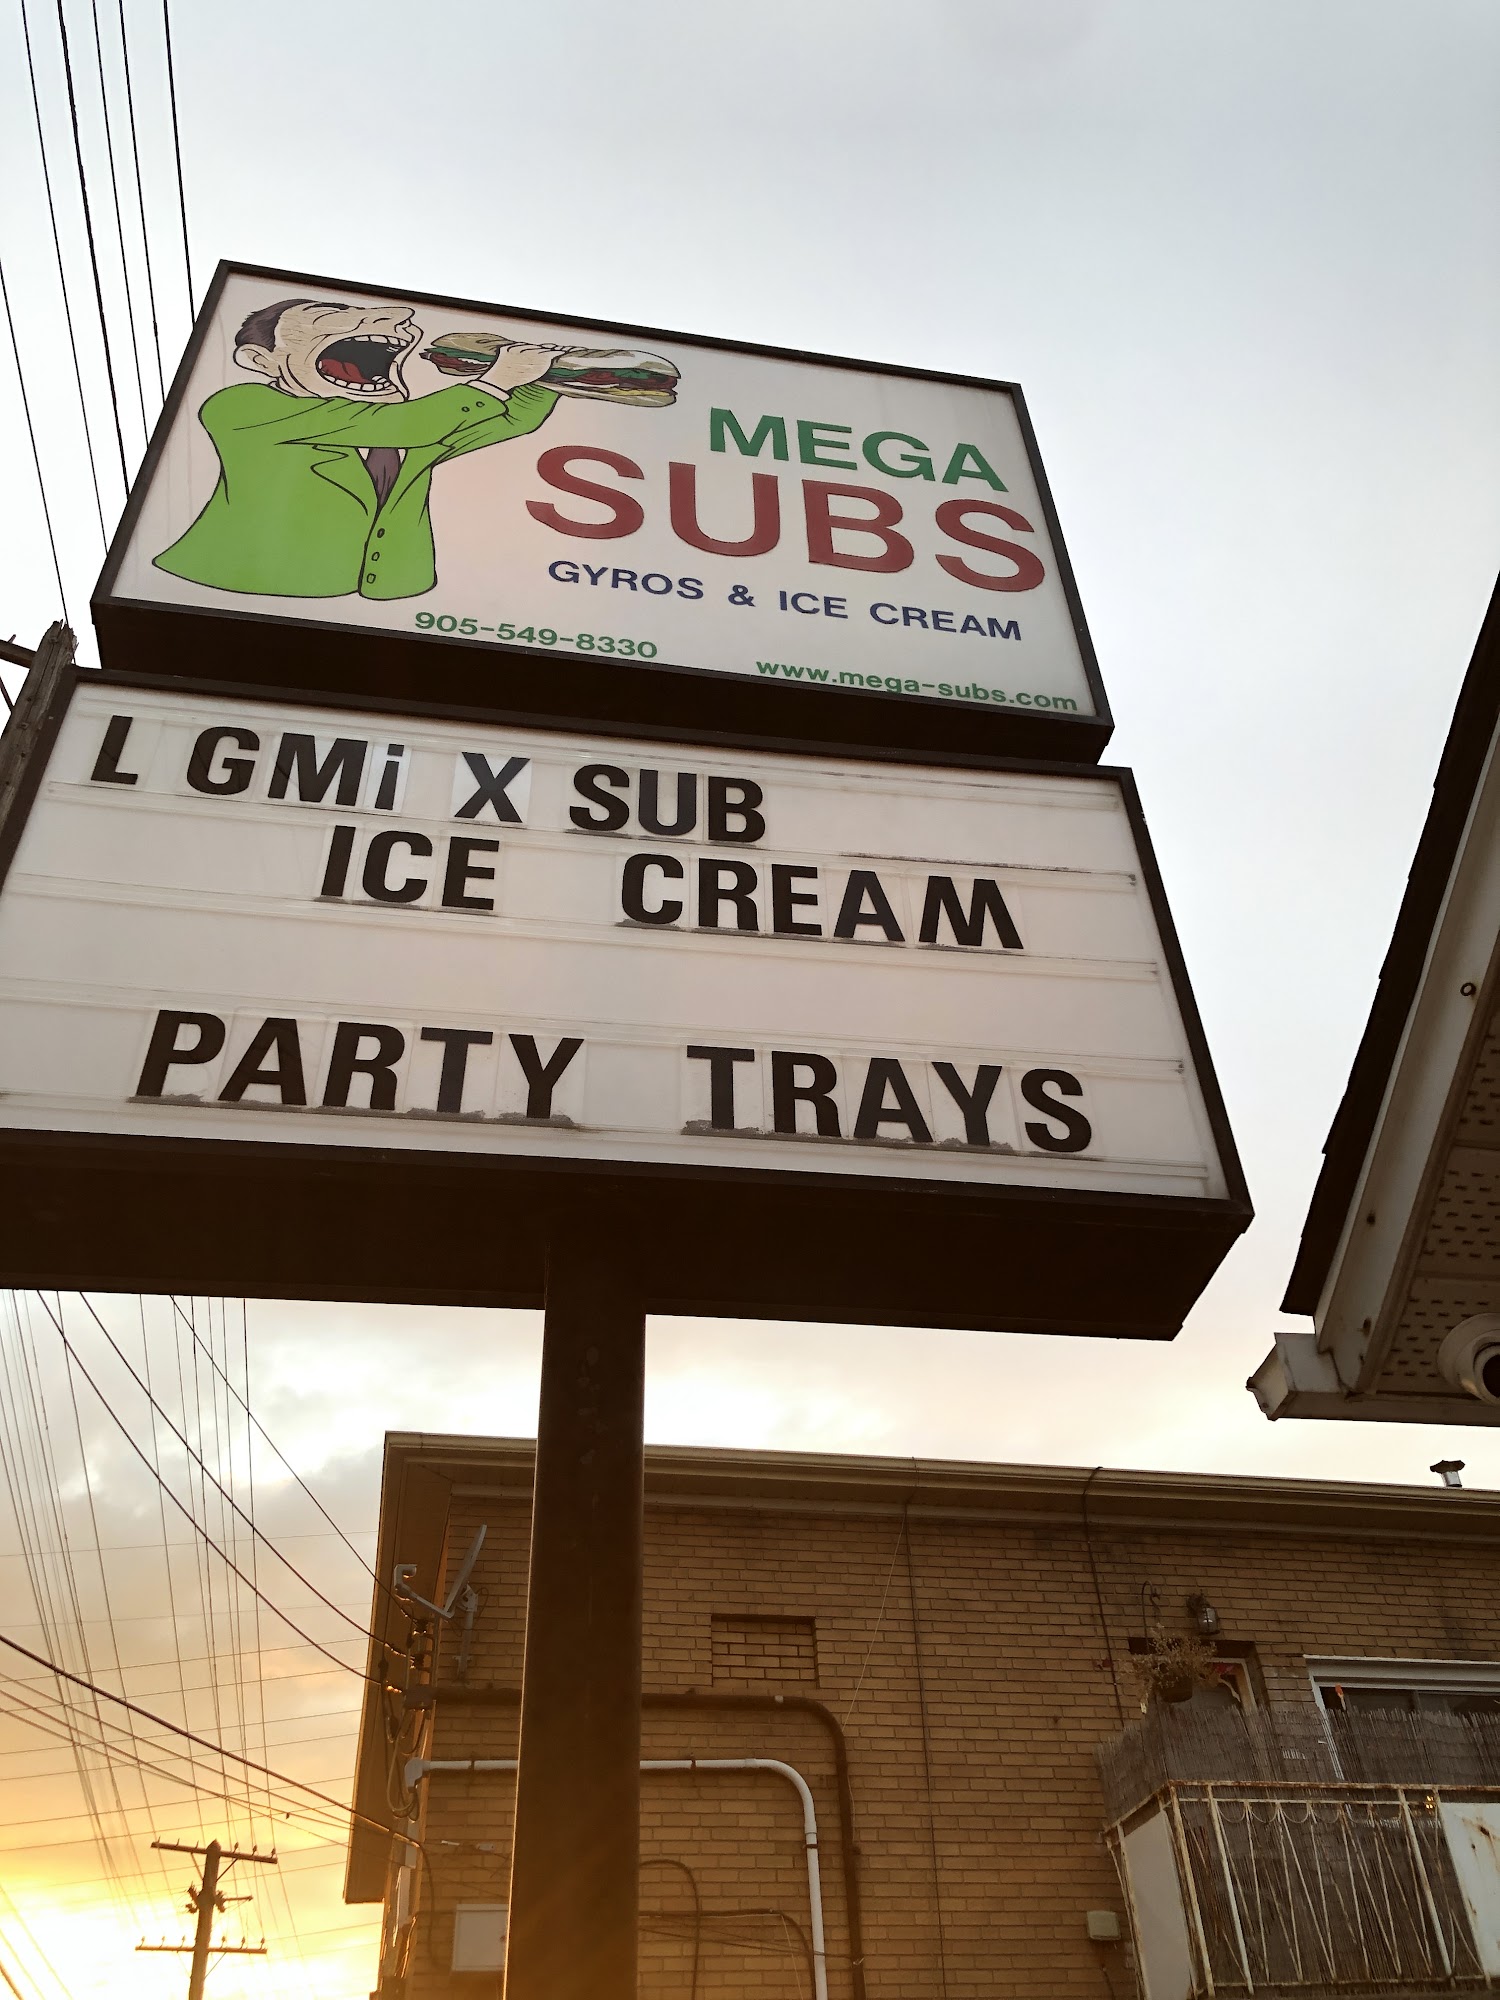 MEGA
SUBS
GYROS & ICE CREAM
905-549-8330
www.mega-subs.com
L GMi X SUB
ICE CREAM
PARTY TRAYS